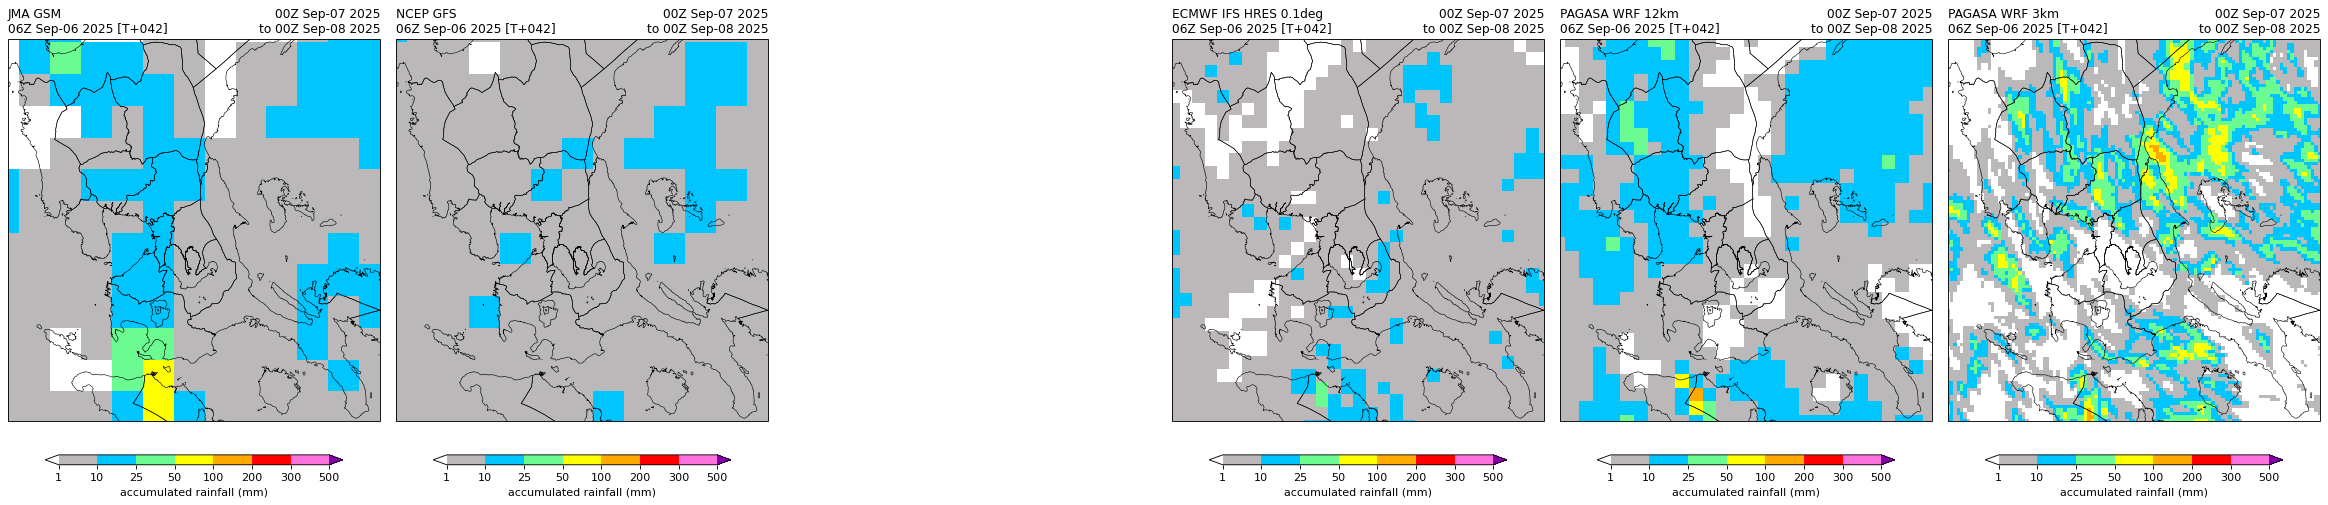 JMA GSM 00Z Sep-07 2025
06Z Sep-06 2025 [T+042] to 00Z Sep-08 2025
1 10 25 50 100 200 300 500
accumulated rainfall (mm)
NCEP GFS 00Z Sep-07 2025
06Z Sep-06 2025 [T+042] to 00Z Sep-08 2025
1 10 25 50 100 200 300 500
accumulated rainfall (mm)
ECMWF IFS HRES 0.1deg 00Z Sep-07 2025
06Z Sep-06 2025 [T+042] to 00Z Sep-08 2025
1 10 25 50 100 200 300 500
accumulated rainfall (mm)
PAGASA WRF 12km 00Z Sep-07 2025
06Z Sep-06 2025 [T+042] to 00Z Sep-08 2025
1 10 25 50 100 200 300 500
accumulated rainfall (mm)
PAGASA WRF 3km 00Z Sep-07 2025
06Z Sep-06 2025 [T+042] to 00Z Sep-08 2025
1 10 25 50 100 200 300 500
accumulated rainfall (mm)